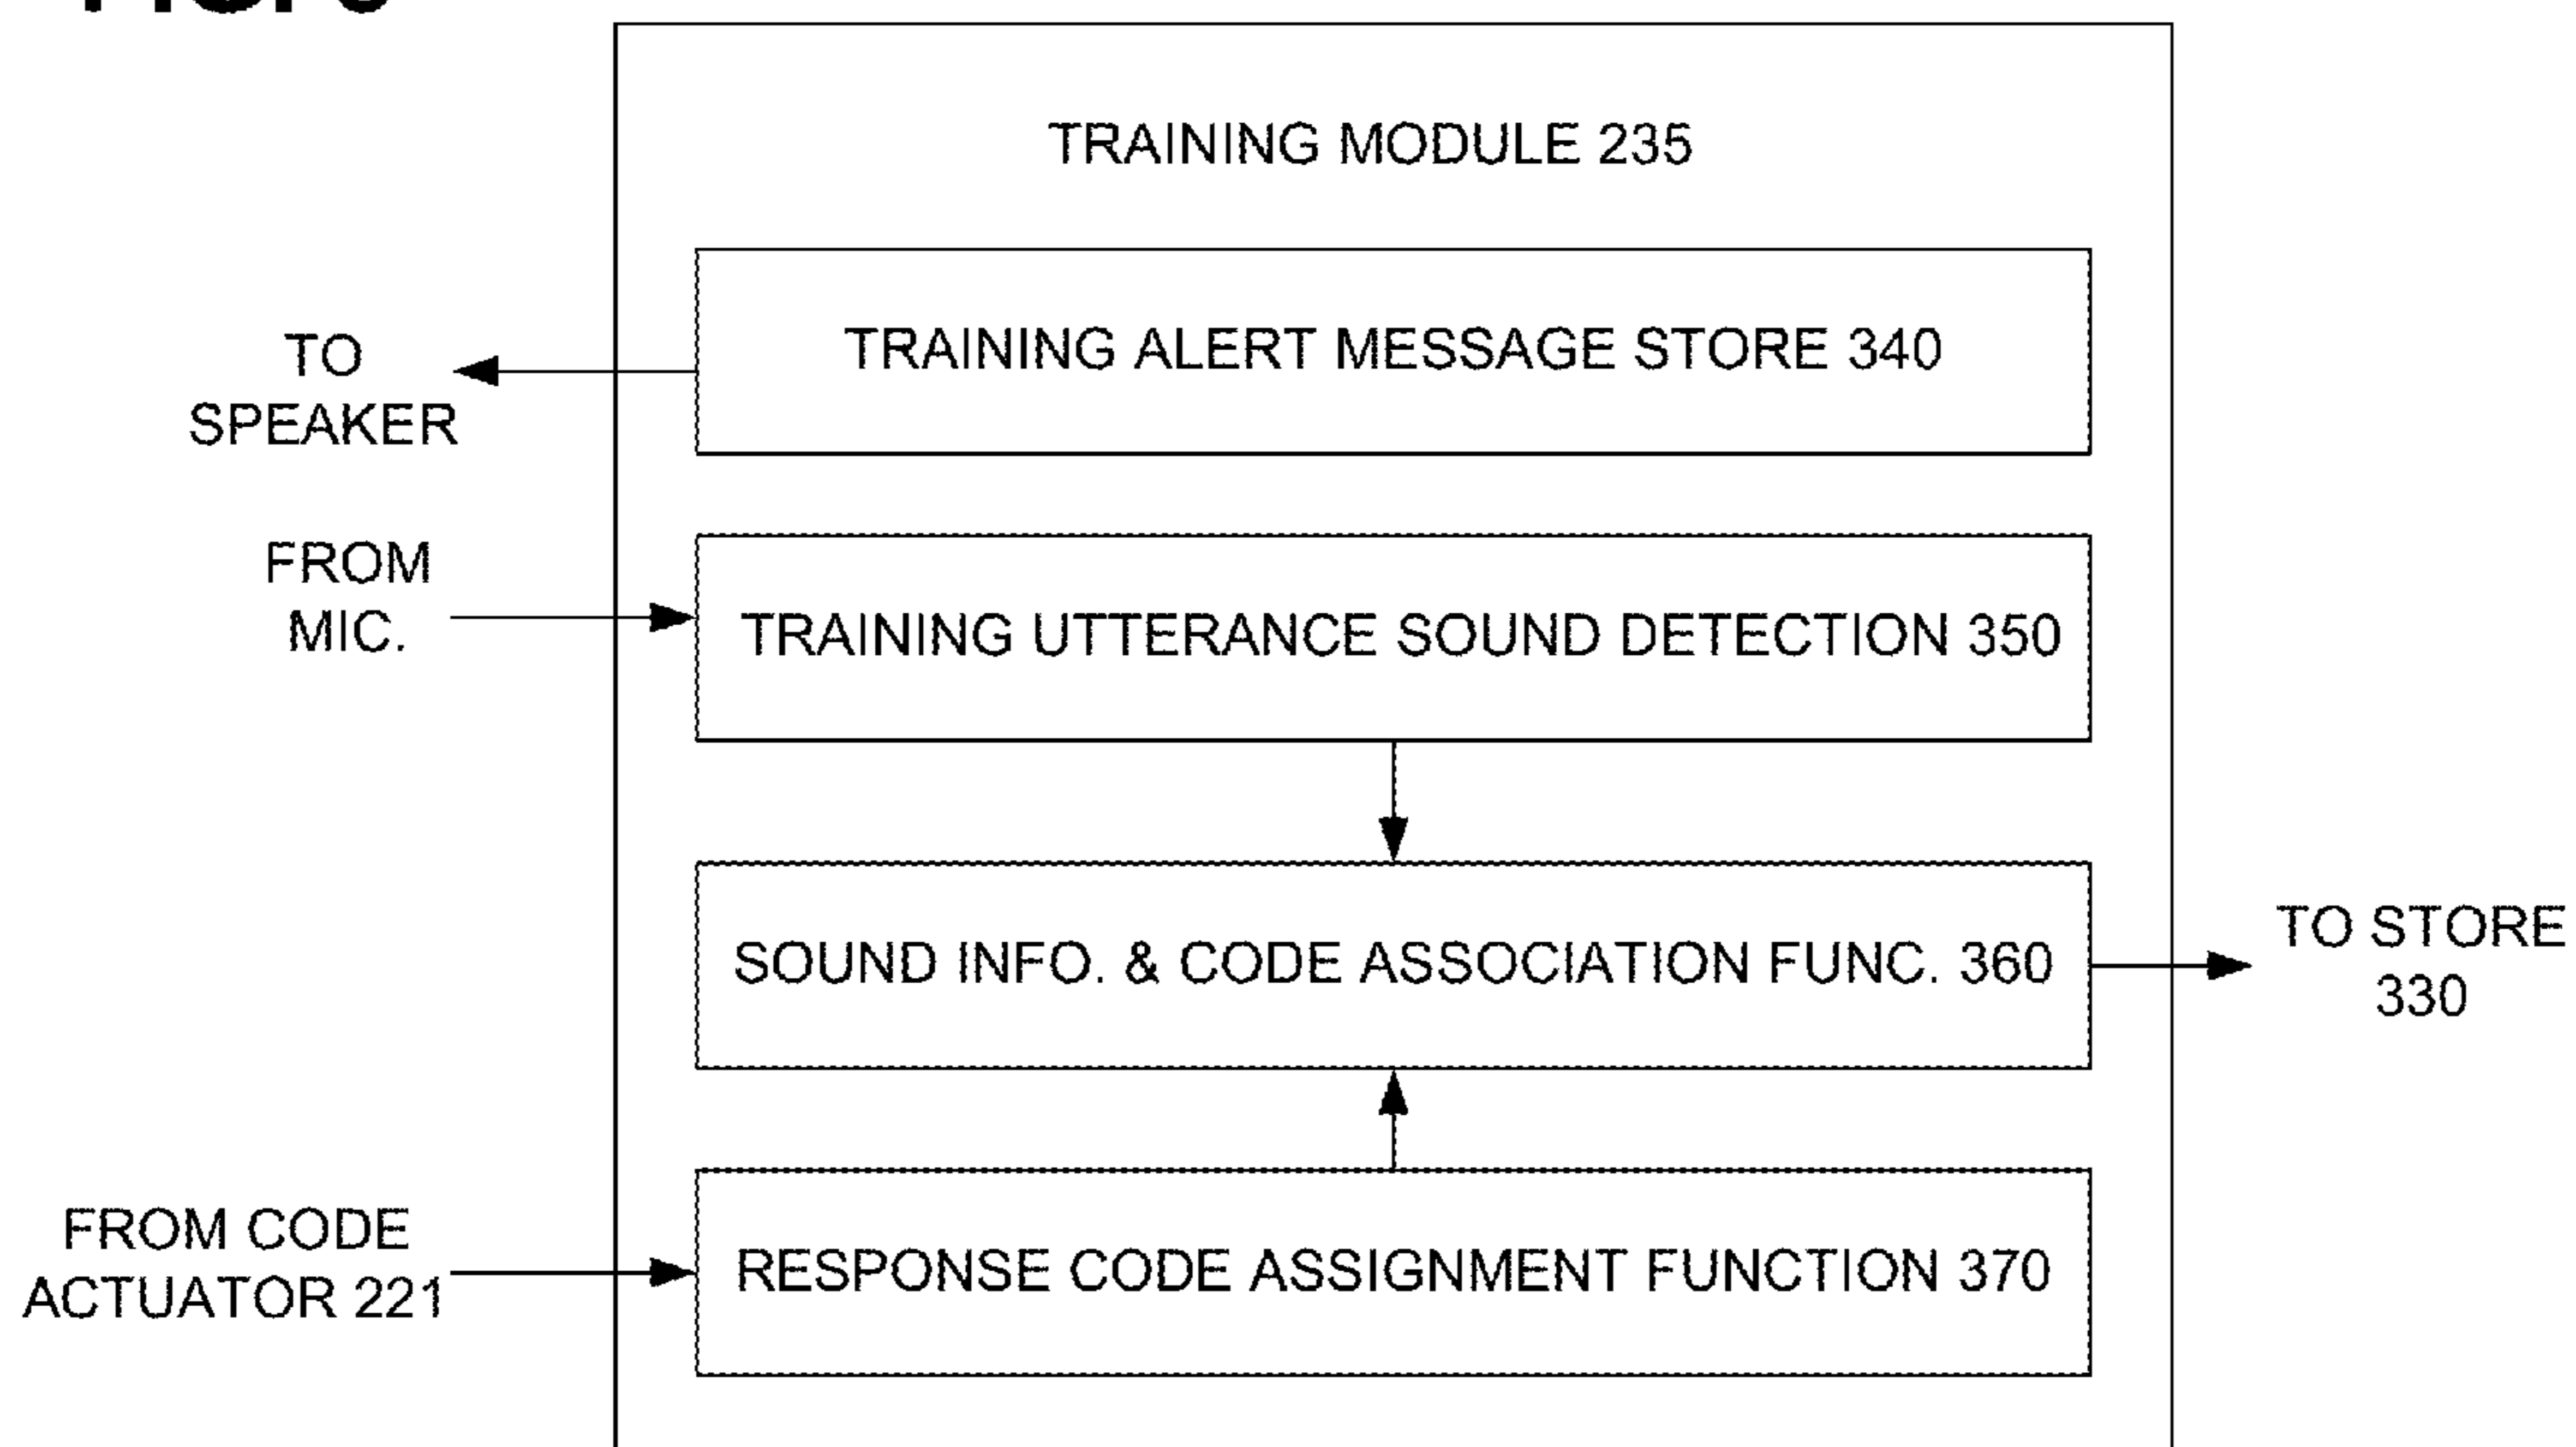 TRAINING MODULE 235
TRAINING ALERT MESSAGE STORE 340
TO
SPEAKER
FROM
MIC.
TRAINING UTTERANCE SOUND DETECTION 350
SOUND INFO. & CODE ASSOCIATION FUNC. 360
TO STORE
330
FROM CODE
ACTUATOR 221
RESPONSE CODE ASSIGNMENT FUNCTION 370